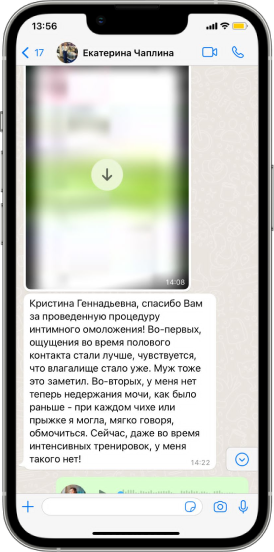 13:56
17
Екатерина Чаплина
14:08
Кристина Геннадьевна, спасибо Вам
за проведенную процедуру
интимного омоложения! Во-первых,
ощущения во время полового
контакта стали лучше, чувствуется,
что влагалище стало уже. Муж тоже
это заметил. Во-вторых, у меня нет
теперь недержания мочи, как было
раньше - при каждом чихе или
прыжке я могла, мягко говоря,
обмочиться. Сейчас, даже во время
интенсивных тренировок, у меня
такого нет!
14:22